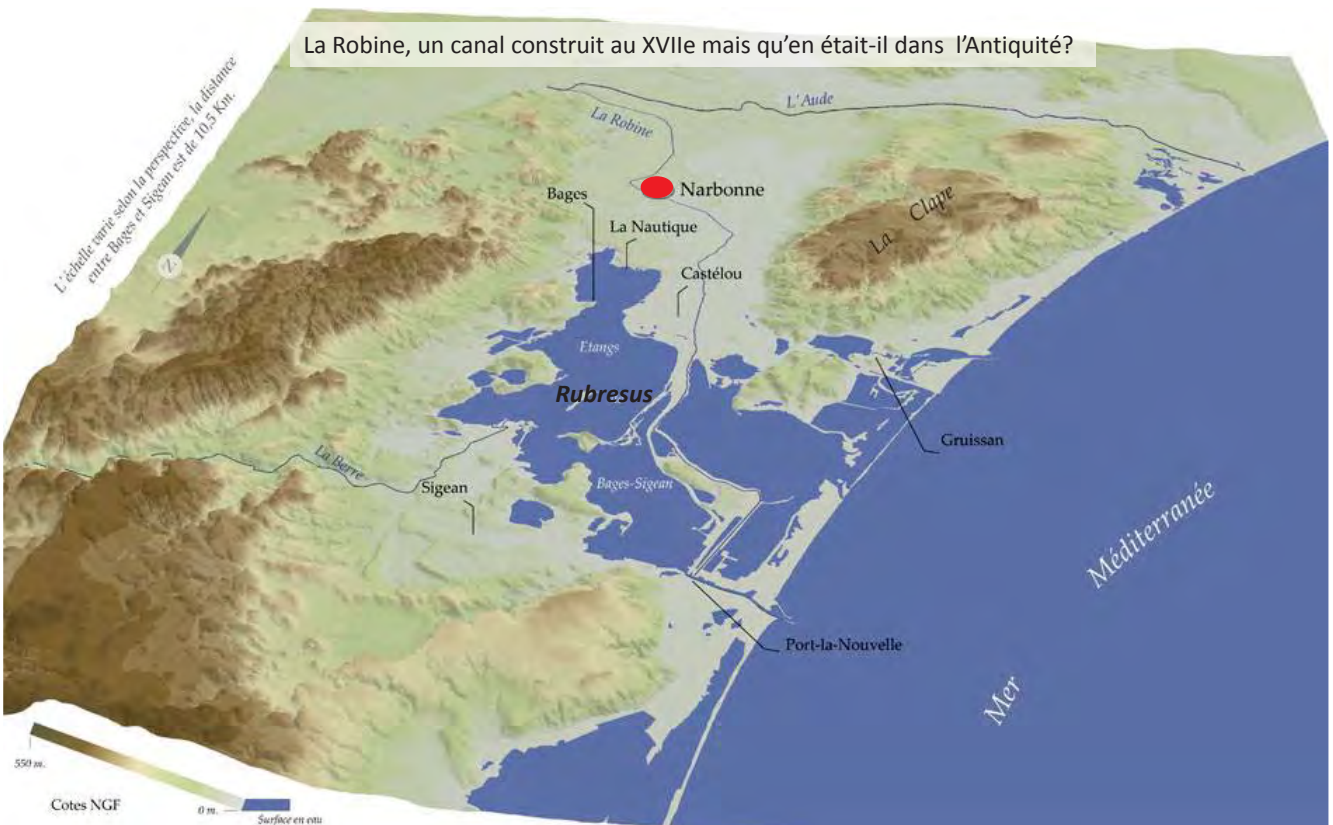 La Robine, un canal construit au XVIIe mais qu'en était-il dans l'Antiquité?
L'échelle varie selon la perspective, la distance
entre Bages et Sigean est de 10,5 Km.
L'Aude
La Robine
Narbonne
Bages
La Nautique
La Clape
Castélou
Etangs
Rubresus
Gruissan
La Berre
Sigean
Bages-Sigean
Méditerranée
Port-la-Nouvelle
Mer
550 m.
Cotes NGF
0 m.
Surface en eau